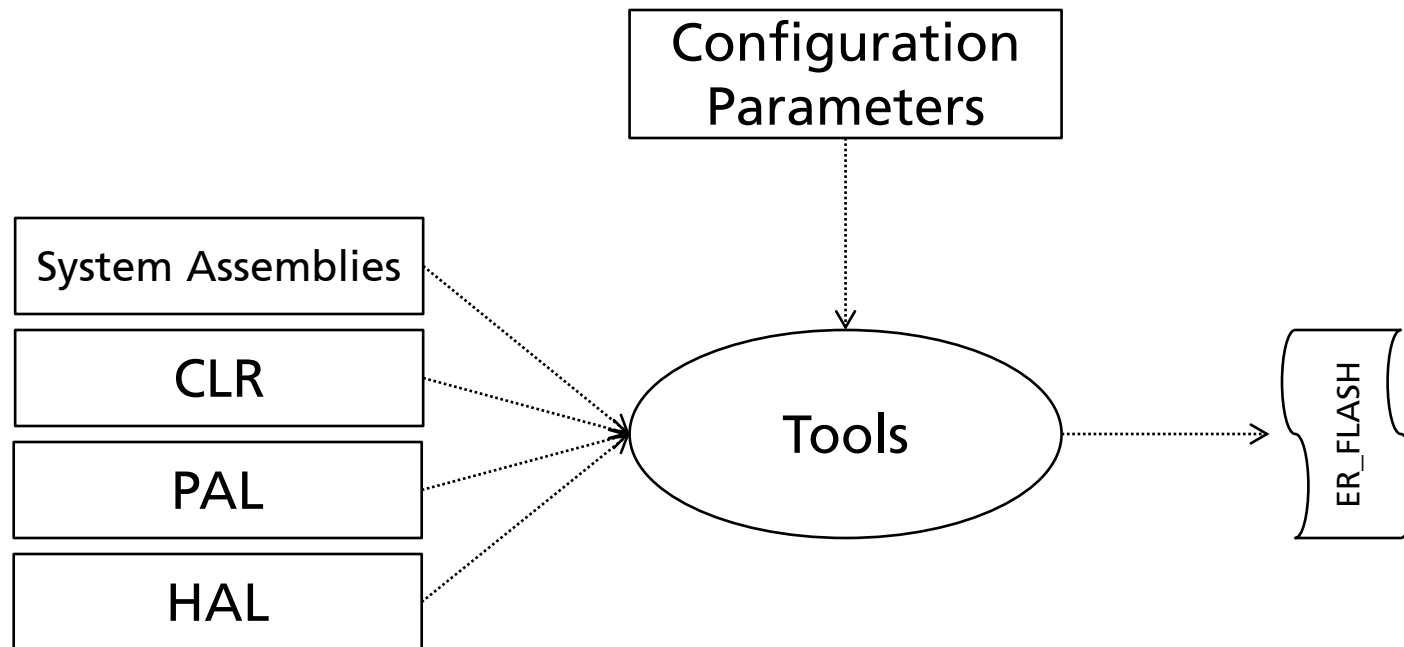 Configuration
Parameters
System Assemblies
CLR
PAL
HAL
Tools
ER_FLASH